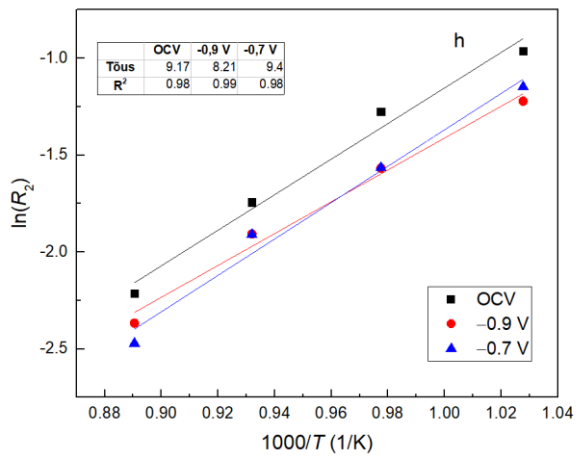 h
OCV -0,9 V -0,7 V
Tõus 9.17 8.21 9.4
R² 0.98 0.99 0.98
-1.0
-1.5
-2.0
-2.5
ln(R₂)
OCV
−0.9 V
−0.7 V
0.88 0.90 0.92 0.94 0.96 0.98 1.00 1.02 1.04
1000/T (1/K)